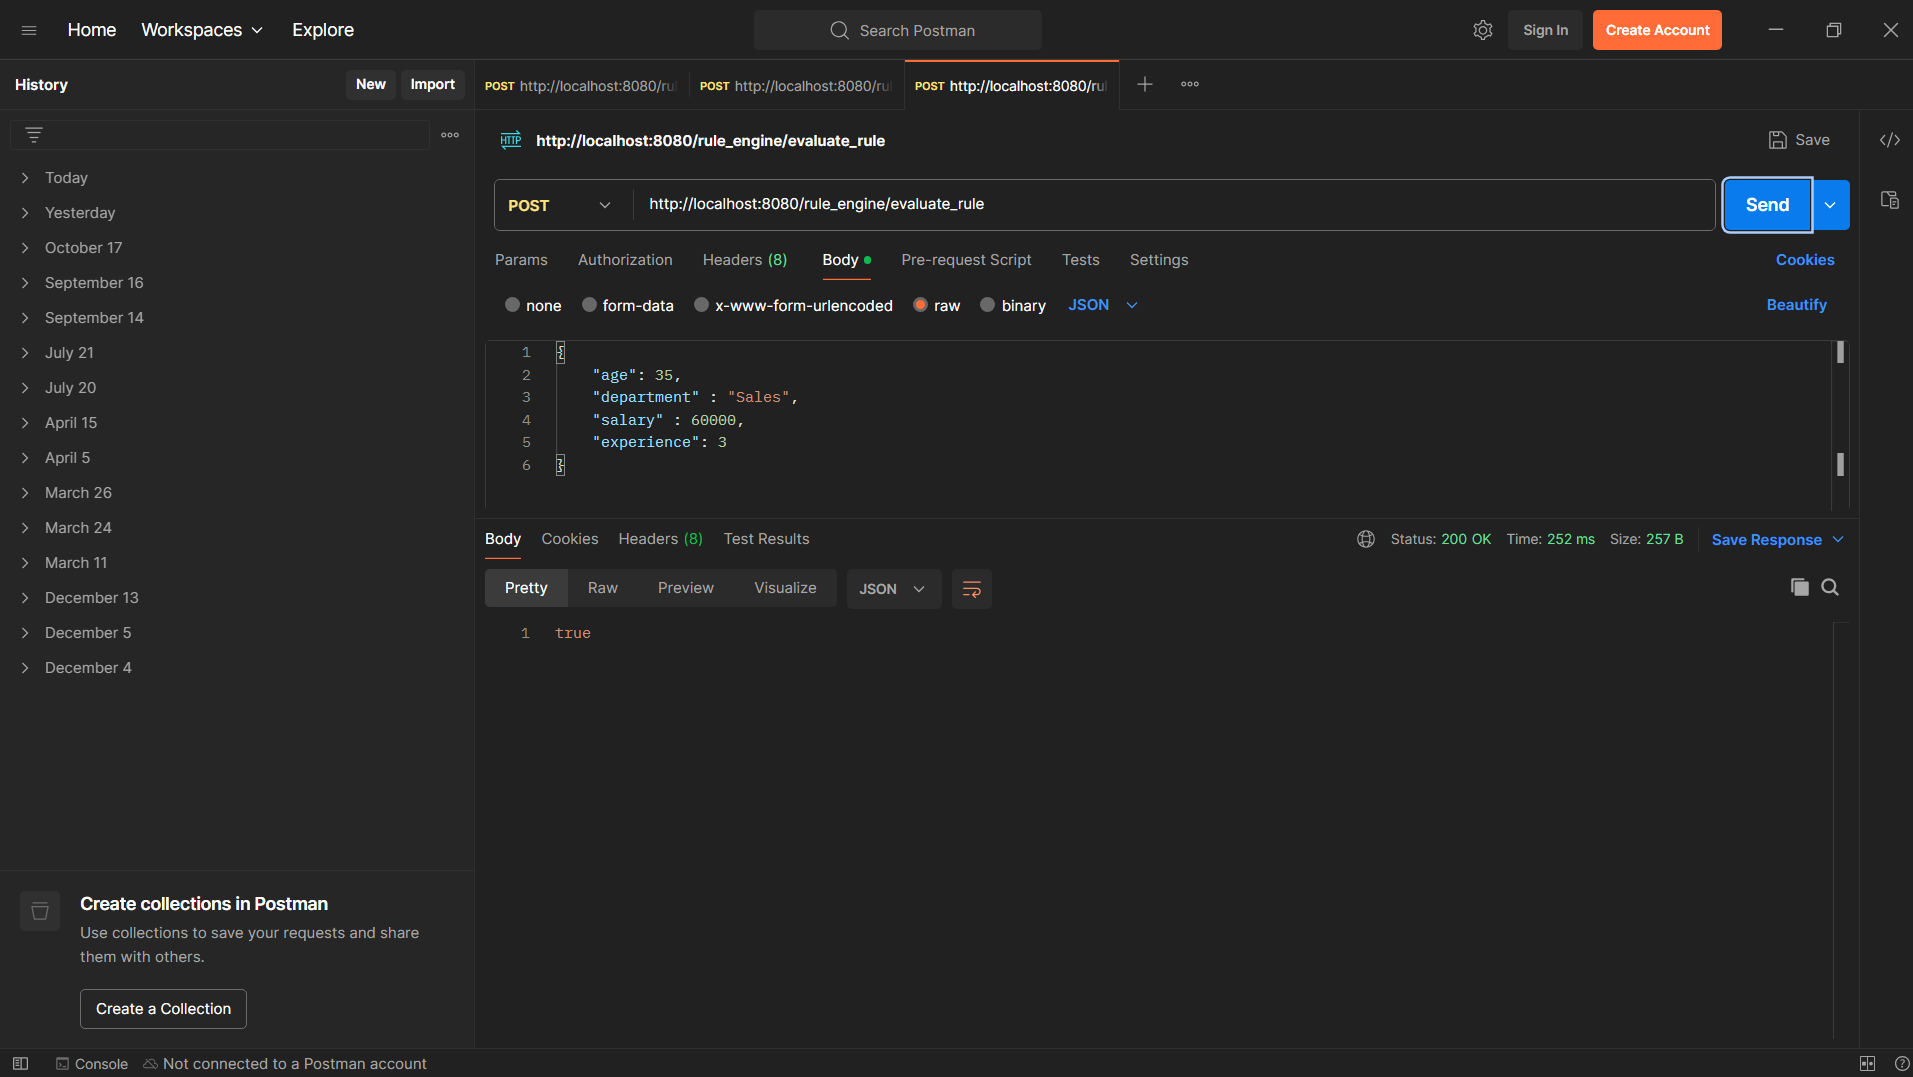 Home Workspaces Explore Search Postman Sign In Create Account
History New Import
POST http://localhost:8080/rul POST http://localhost:8080/rul POST http://localhost:8080/rul
HTTP http://localhost:8080/rule_engine/evaluate_rule Save
POST http://localhost:8080/rule_engine/evaluate_rule Send
Params Authorization Headers (8) Body Pre-request Script Tests Settings Cookies
none form-data x-www-form-urlencoded raw binary JSON Beautify
1 {
2 "age": 35,
3 "department" : "Sales",
4 "salary" : 60000,
5 "experience": 3
6 }
Today
Yesterday
October 17
September 16
September 14
July 21
July 20
April 15
April 5
March 26
March 24
March 11
December 13
December 5
December 4
Body Cookies Headers (8) Test Results Status: 200 OK Time: 252 ms Size: 257 B Save Response
Pretty Raw Preview Visualize JSON
1 true
Create collections in Postman
Use collections to save your requests and share
them with others.
Create a Collection
Console Not connected to a Postman account